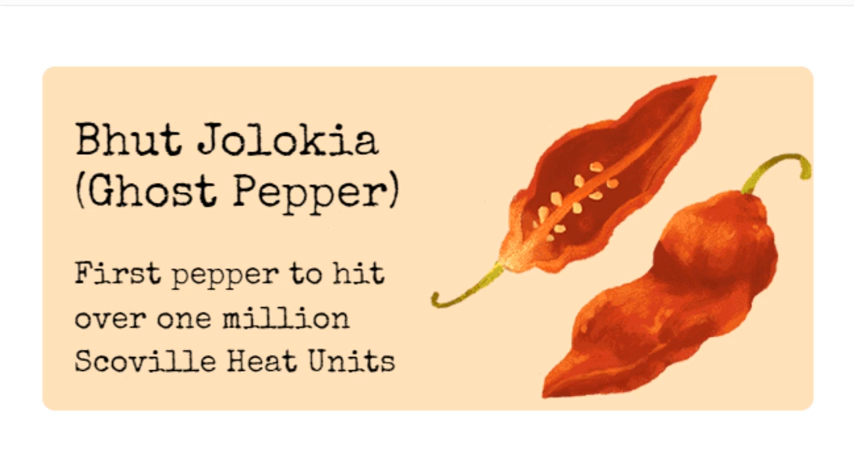 Bhut Jolokia
(Ghost Pepper)
First pepper to hit
over one million
Scoville Heat Units